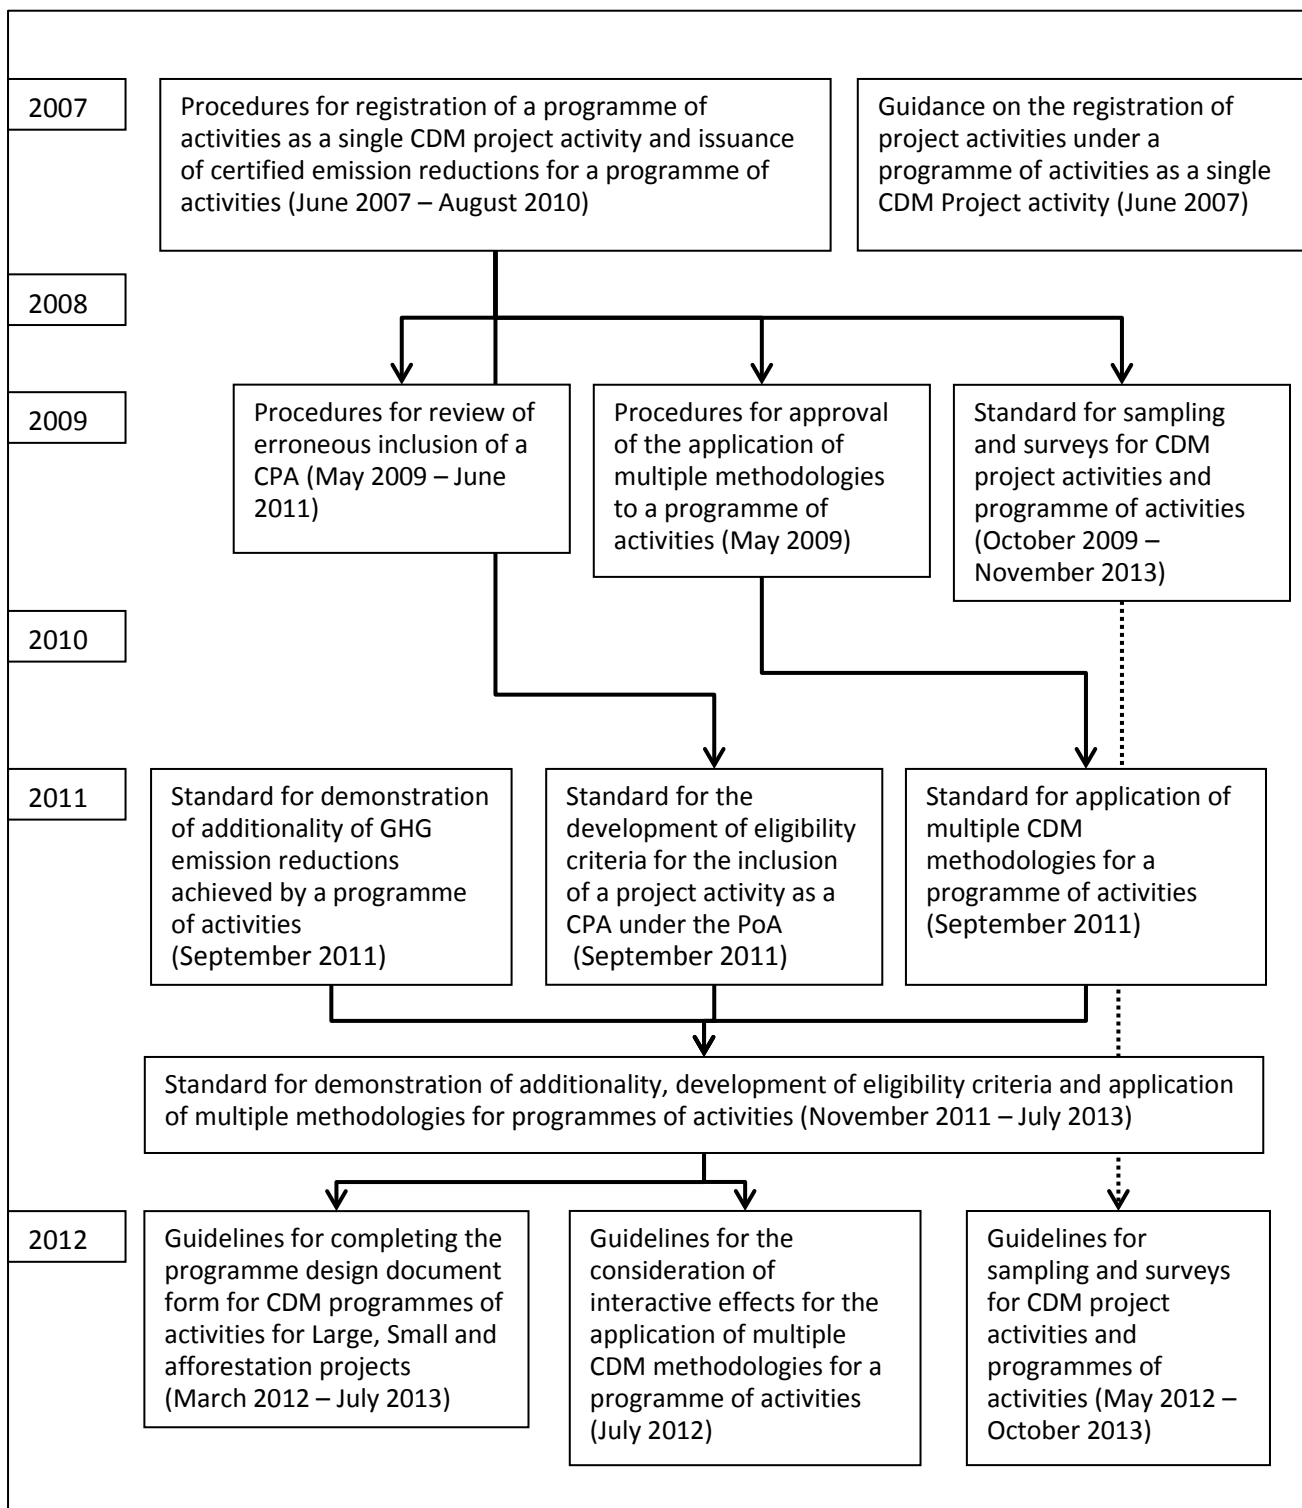 2007
Procedures for registration of a programme of
activities as a single CDM project activity and issuance
of certified emission reductions for a programme of
activities (June 2007 – August 2010)
Guidance on the registration of
project activities under a
programme of activities as a single
CDM Project activity (June 2007)
2008
2009
Procedures for review of
erroneous inclusion of a
CPA (May 2009 – June
2011)
Procedures for approval
of the application of
multiple methodologies
to a programme of
activities (May 2009)
Standard for sampling
and surveys for CDM
project activities and
programme of activities
(October 2009 –
November 2013)
2010
2011
Standard for demonstration
of additionality of GHG
emission reductions
achieved by a programme
of activities
(September 2011)
Standard for the
development of eligibility
criteria for the inclusion
of a project activity as a
CPA under the PoA
(September 2011)
Standard for application of
multiple CDM
methodologies for a
programme of activities
(September 2011)
Standard for demonstration of additionality, development of eligibility criteria and application
of multiple methodologies for programmes of activities (November 2011 – July 2013)
2012
Guidelines for completing the
programme design document
form for CDM programmes of
activities for Large, Small and
afforestation projects
(March 2012 – July 2013)
Guidelines for the
consideration of
interactive effects for the
application of multiple
CDM methodologies for a
programme of activities
(July 2012)
Guidelines for
sampling and surveys
for CDM project
activities and
programmes of
activities (May 2012 –
October 2013)